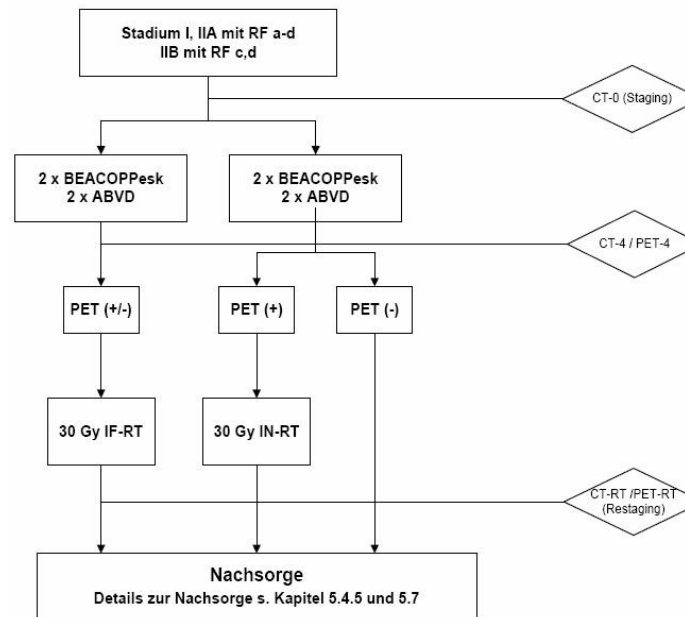 Stadium I, IIA mit RF a-d
IIB mit RF c,d
CT-0 (Staging)
2 x BEACOPPesk
2 x ABVD
2 x BEACOPPesk
2 x ABVD
CT-4 / PET-4
PET (+/-)
PET (+)
PET (-)
30 Gy IF-RT
30 Gy IN-RT
CT-RT /PET-RT
(Restaging)
Nachsorge
Details zur Nachsorge s. Kapitel 5.4.5 und 5.7